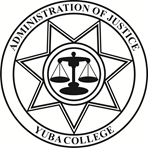 ADMINISTRATION OF JUSTICE
YUBA COLLEGE